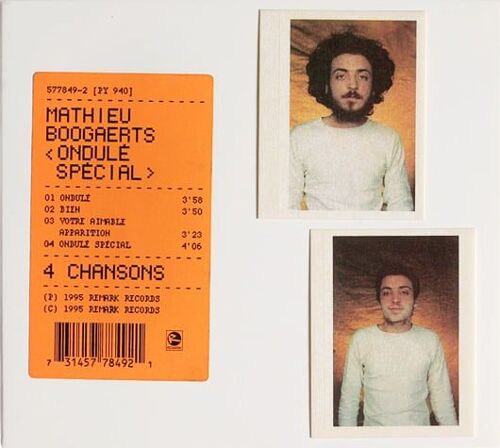 577849-2 [PY 940]
MATHIEU
BOOGAERTS
<ONDULÉ
SPÉCIAL>
01 ONDULÉ 3'58
02 BIEN 3'50
03 VOTRE AIMABLE
APPARITION 3'23
04 ONDULÉ SPÉCIAL 4'06
4 CHANSONS
(P) 1995 REMARK RECORDS
(C) 1995 REMARK RECORDS
7 31457 78492 1